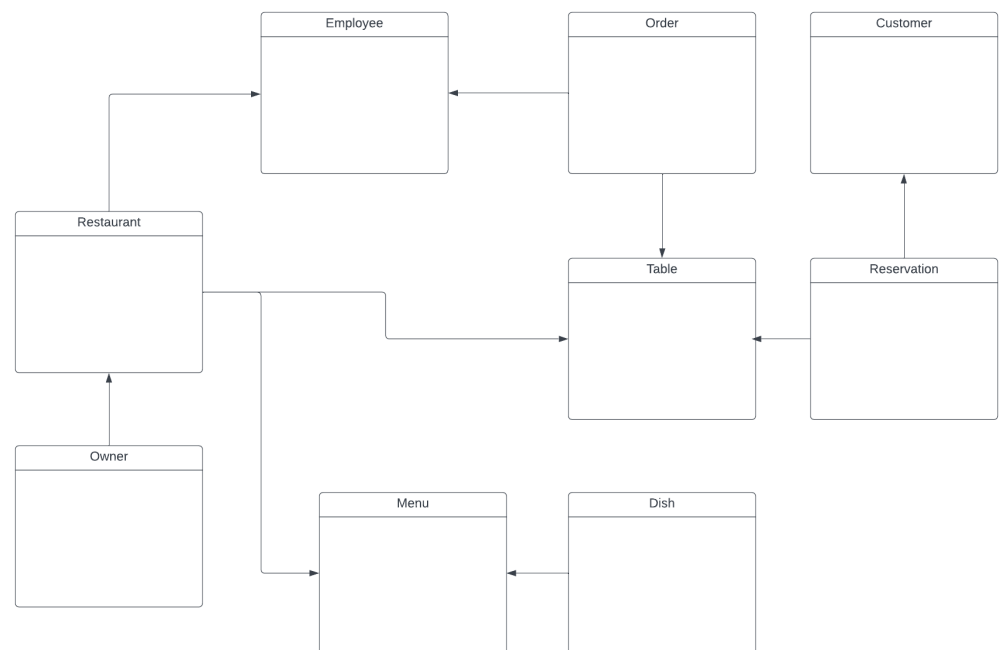 Employee
Order
Customer
Restaurant
Table
Reservation
Owner
Menu
Dish